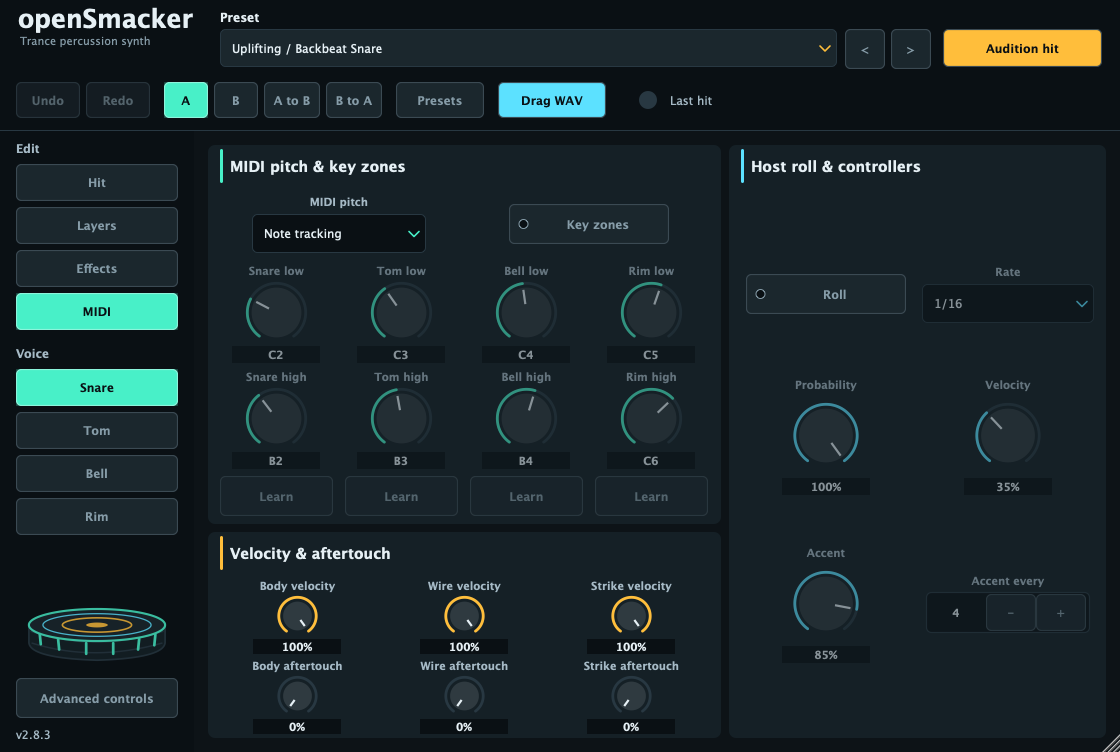 openSmacker
Trance percussion synth
Preset
Uplifting / Backbeat Snare
<
>
Audition hit
Undo
Redo
A
B
A to B
B to A
Presets
Drag WAV
Last hit
Edit
Hit
Layers
Effects
MIDI
Voice
Snare
Tom
Bell
Rim
Advanced controls
v2.8.3
MIDI pitch & key zones
MIDI pitch
Note tracking
Key zones
Snare low
Tom low
Bell low
Rim low
C2
C3
C4
C5
Snare high
Tom high
Bell high
Rim high
B2
B3
B4
C6
Learn
Learn
Learn
Learn
Velocity & aftertouch
Body velocity
Wire velocity
Strike velocity
100%
100%
100%
Body aftertouch
Wire aftertouch
Strike aftertouch
0%
0%
0%
Host roll & controllers
Roll
Rate
1/16
Probability
Velocity
100%
35%
Accent
Accent every
4
-
+
85%